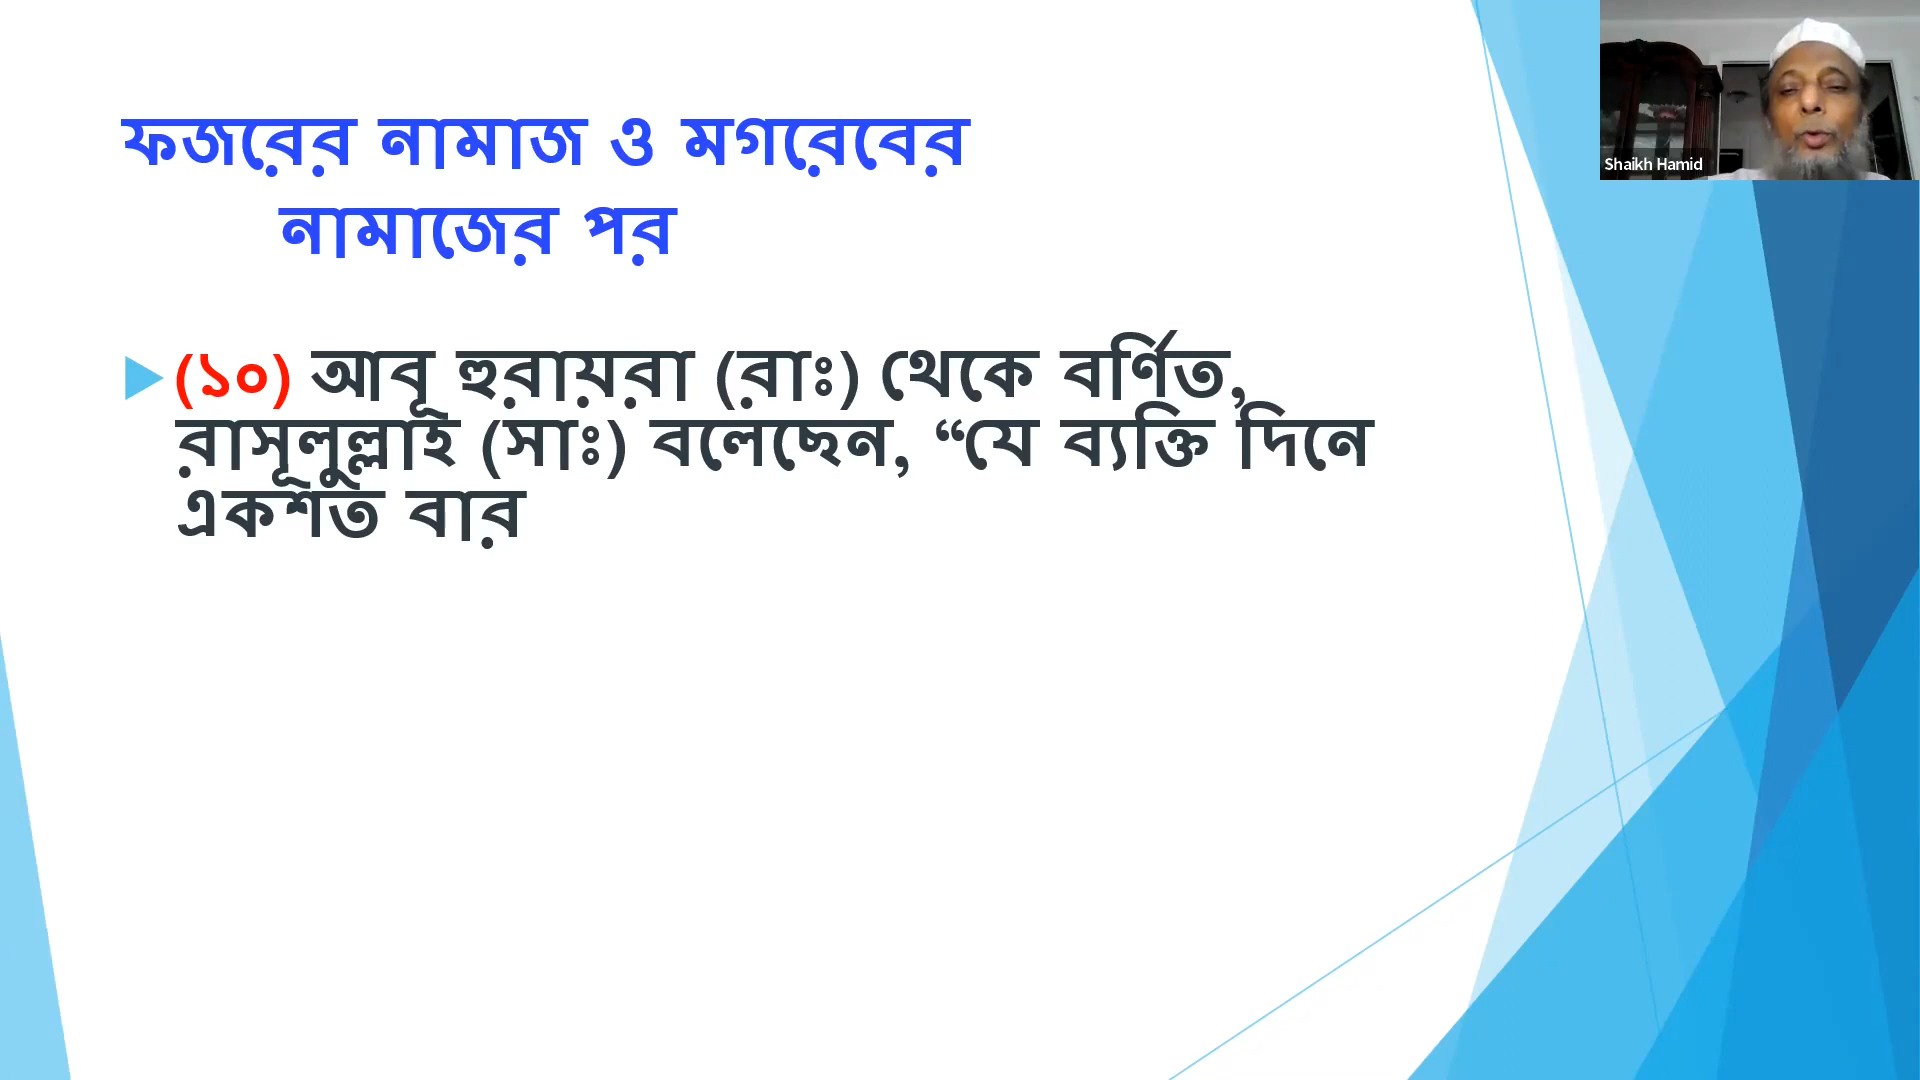 ফজরের নামাজ ও মগরেবের
নামাজের পর
(১০) আবূ হুরায়রা (রাঃ) থেকে বর্ণিত,
রাসূলুল্লাহ (সাঃ) বলেছেন, “যে ব্যক্তি দিনে
একশত বার
Shaikh Hamid